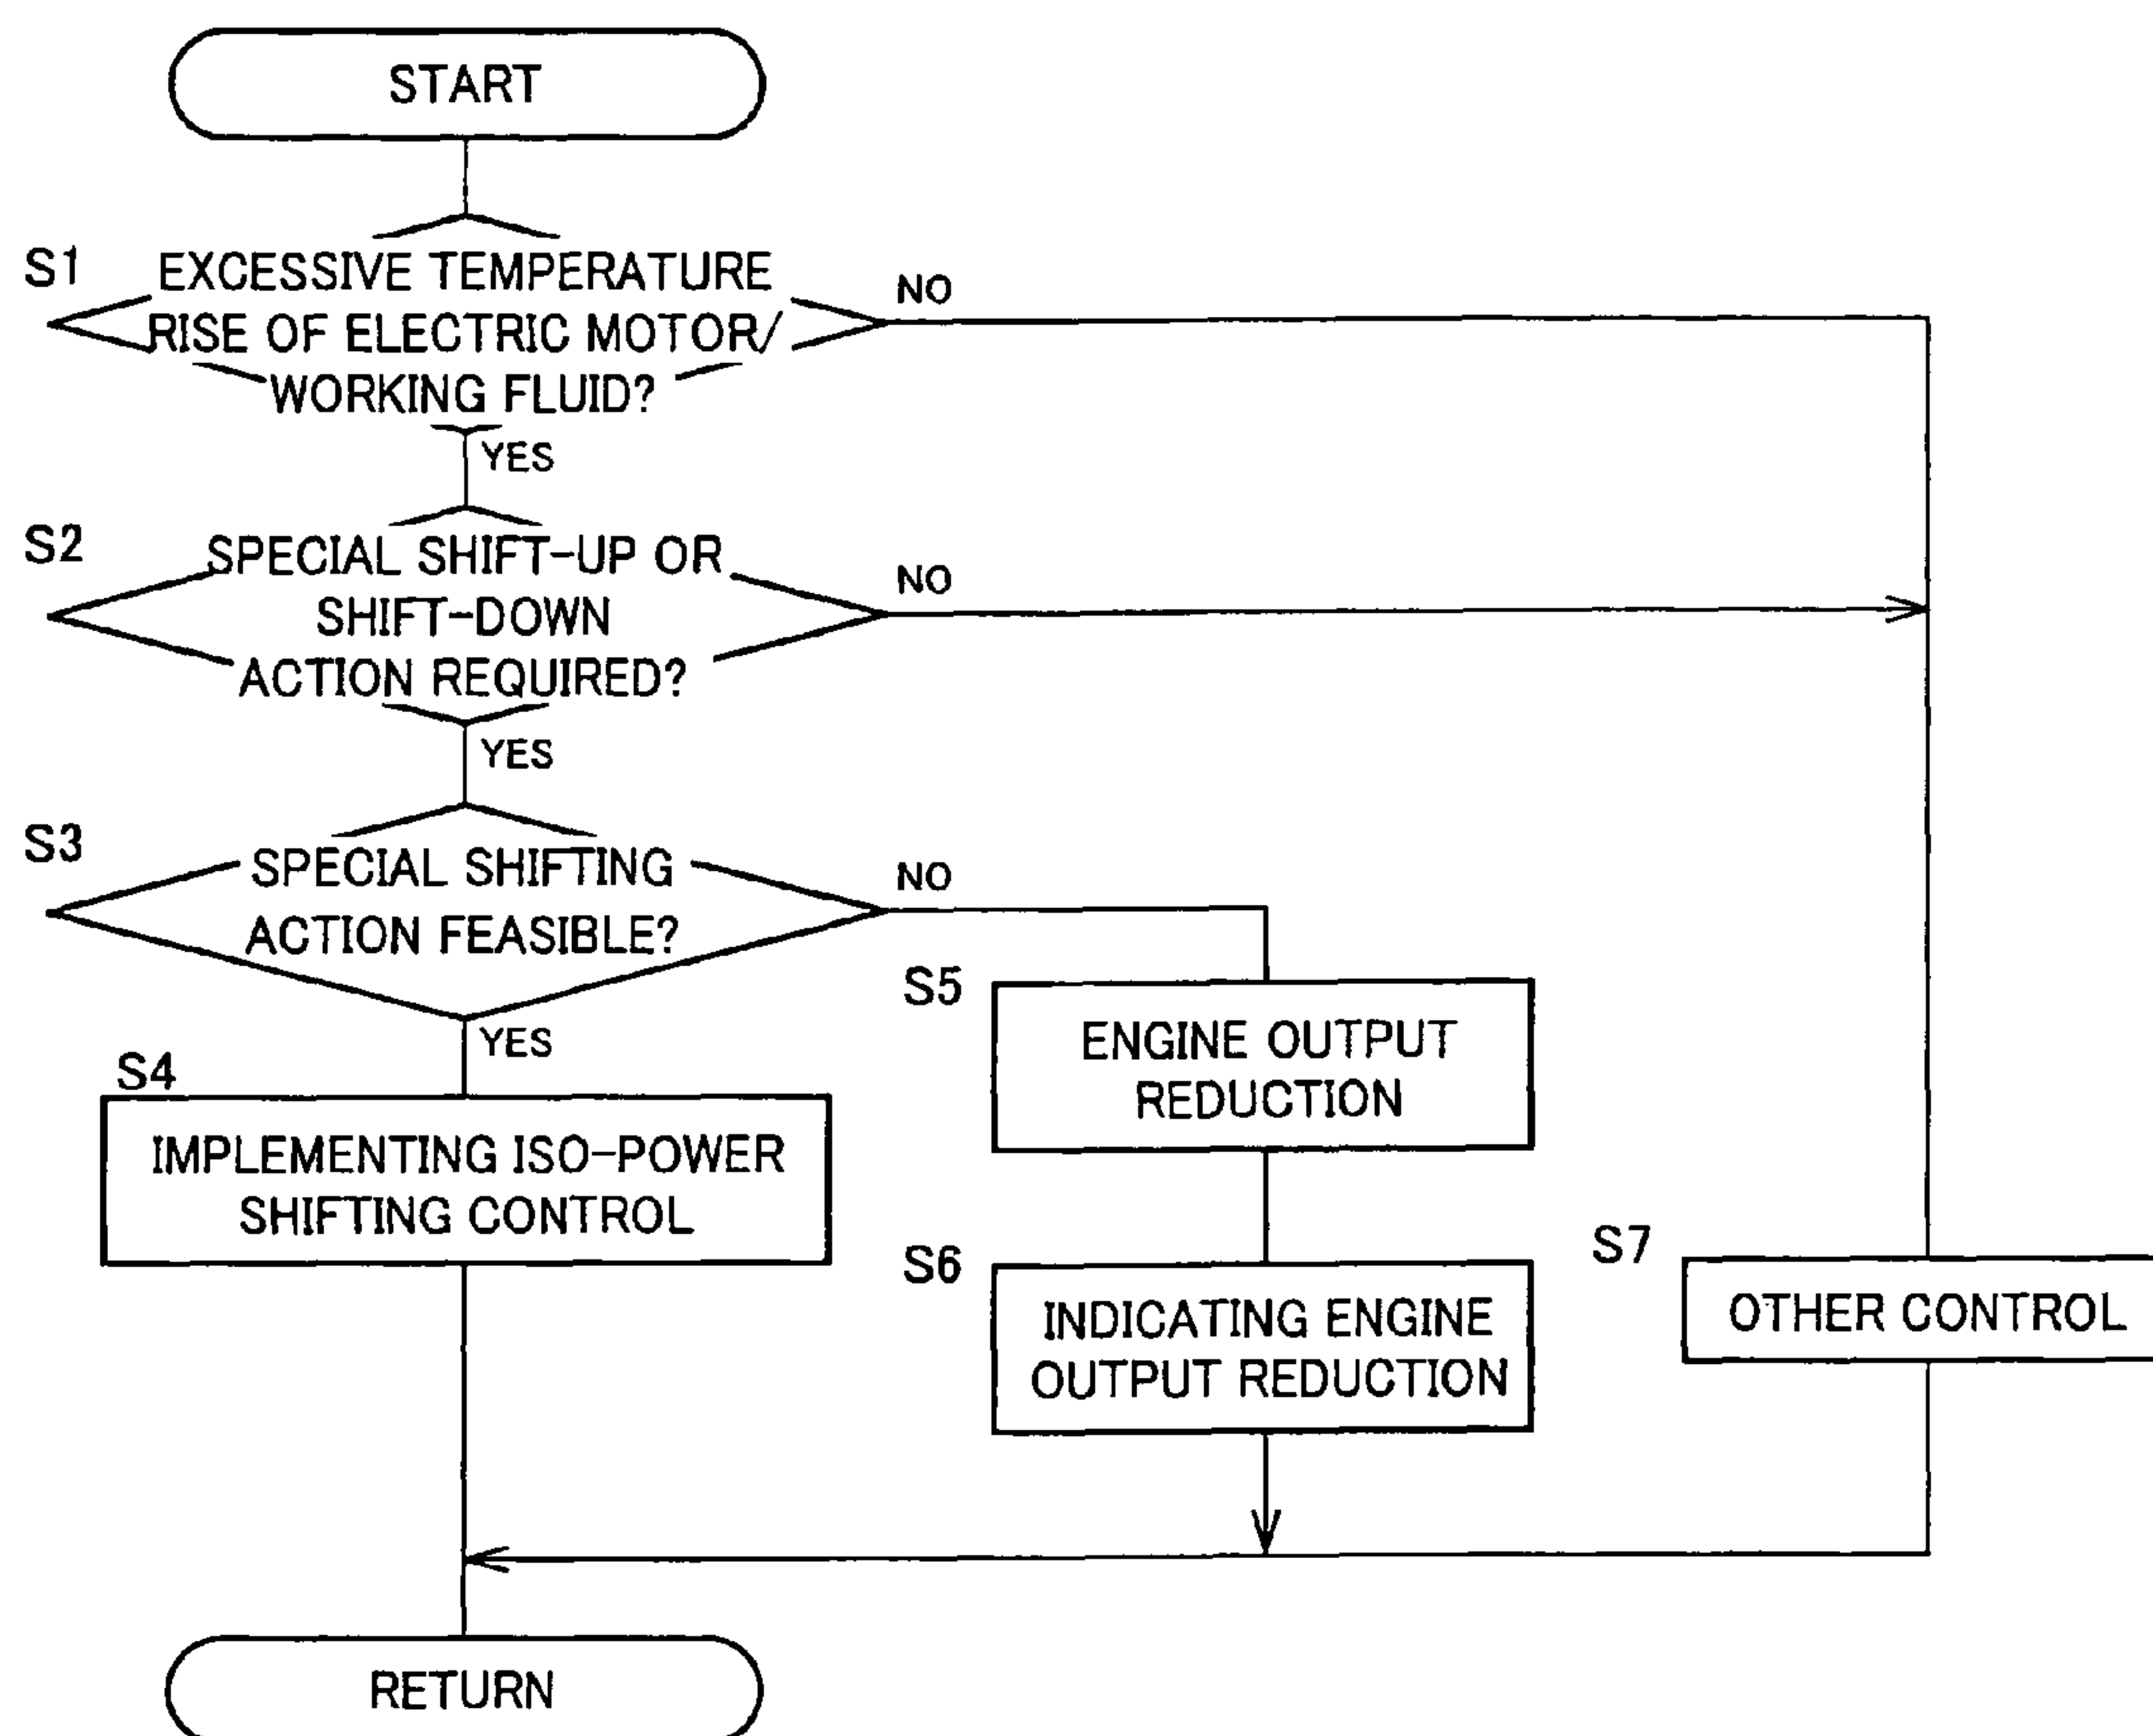 START
S1
EXCESSIVE TEMPERATURE
RISE OF ELECTRIC MOTOR/
WORKING FLUID?
NO
YES
S2
SPECIAL SHIFT-UP OR
SHIFT-DOWN
ACTION REQUIRED?
NO
YES
S3
SPECIAL SHIFTING
ACTION FEASIBLE?
NO
YES
S4
IMPLEMENTING ISO-POWER
SHIFTING CONTROL
S5
ENGINE OUTPUT
REDUCTION
S6
INDICATING ENGINE
OUTPUT REDUCTION
S7
OTHER CONTROL
RETURN